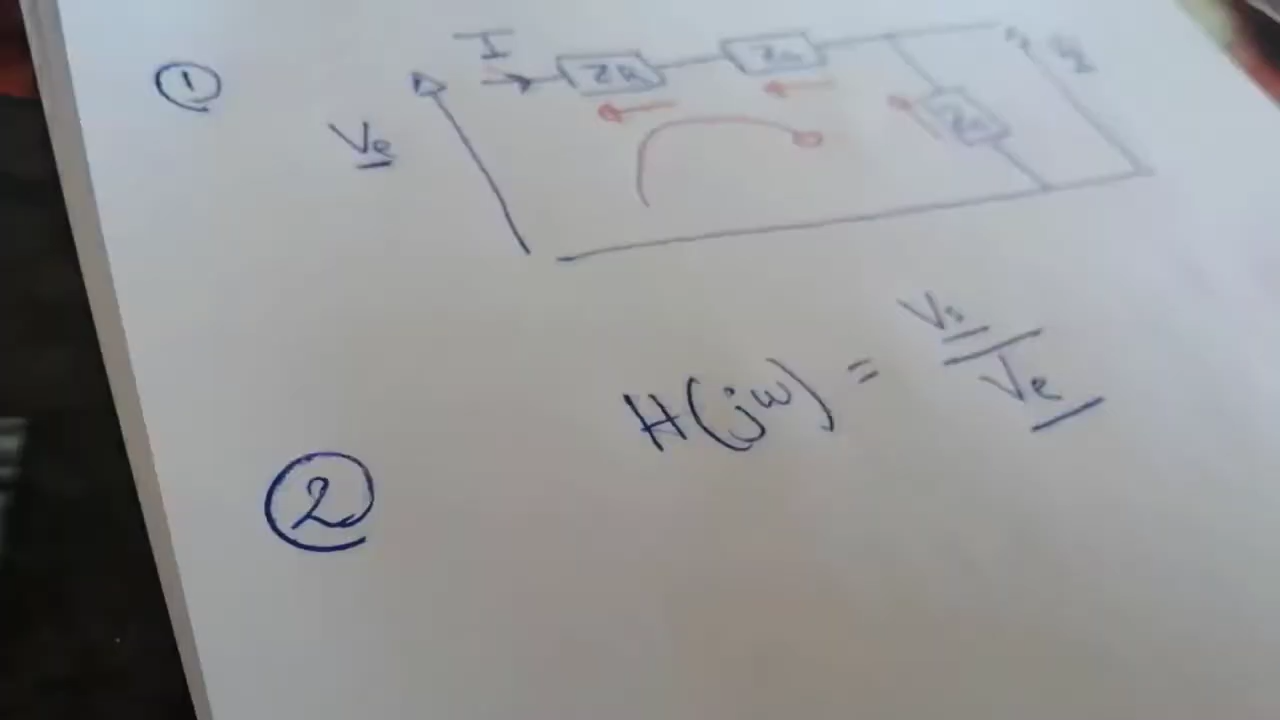 1
I
ZR
Ve
H(jω) = Vs / Ve
2